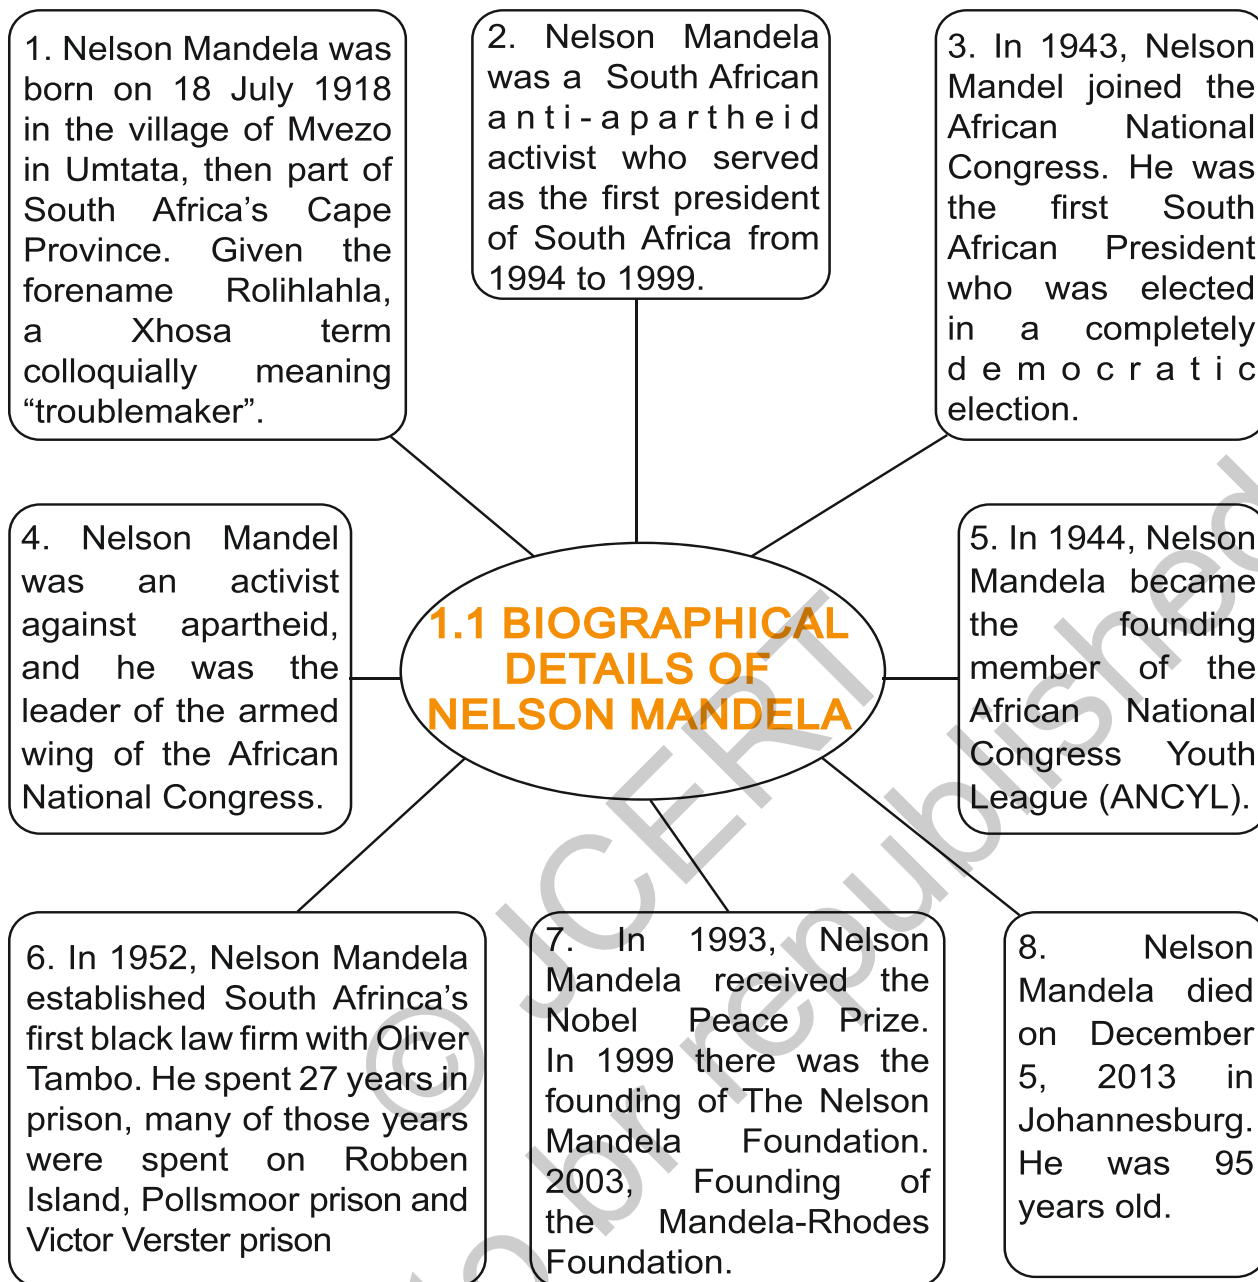 1. Nelson Mandela was
born on 18 July 1918
in the village of Mvezo
in Umtata, then part of
South Africa’s Cape
Province. Given the
forename Rolihlahla,
a Xhosa term
colloquially meaning
“troublemaker”.
2. Nelson Mandela
was a South African
anti-apartheid
activist who served
as the first president
of South Africa from
1994 to 1999.
3. In 1943, Nelson
Mandel joined the
African National
Congress. He was
the first South
African President
who was elected
in a completely
democratic
election.
4. Nelson Mandel
was an activist
against apartheid,
and he was the
leader of the armed
wing of the African
National Congress.
1.1 BIOGRAPHICAL
DETAILS OF
NELSON MANDELA
5. In 1944, Nelson
Mandela became
the founding
member of the
African National
Congress Youth
League (ANCYL).
6. In 1952, Nelson Mandela
established South Afrinca’s
first black law firm with Oliver
Tambo. He spent 27 years in
prison, many of those years
were spent on Robben
Island, Pollsmoor prison and
Victor Verster prison
7. In 1993, Nelson
Mandela received the
Nobel Peace Prize.
In 1999 there was the
founding of The Nelson
Mandela Foundation.
2003, Founding of
the Mandela-Rhodes
Foundation.
8. Nelson
Mandela died
on December
5, 2013 in
Johannesburg.
He was 95
years old.
© JCERT
republished